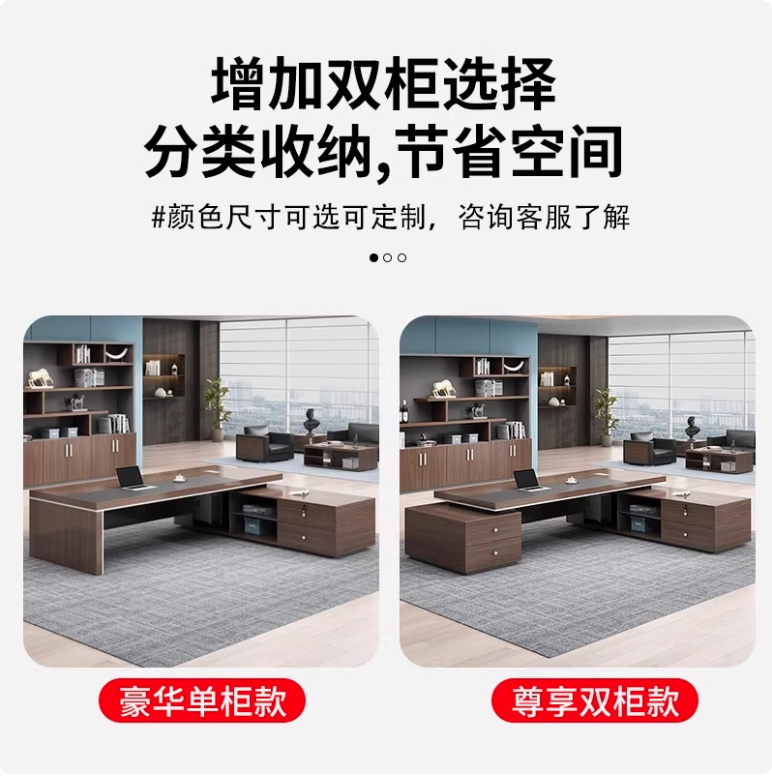 增加双柜选择
分类收纳,节省空间
#颜色尺寸可选可定制，咨询客服了解
豪华单柜款
尊享双柜款